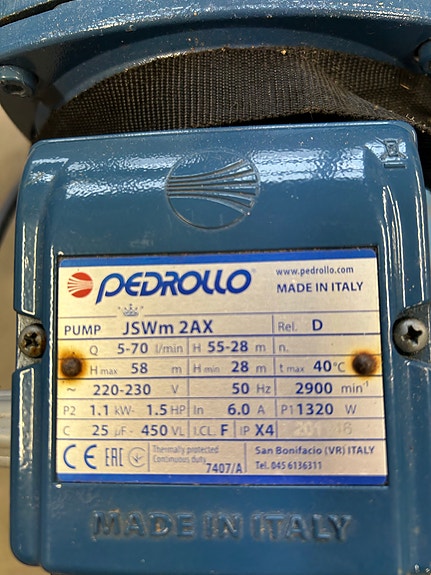 PEDROLLO
www.pedrollo.com
MADE IN ITALY
PUMP JSWm 2AX Rel. D
Q 5-70 l/min H 55-28 m n.
H max 58 m H min 28 m t max 40°C
~ 220-230 V 50 Hz 2900 min⁻¹
P2 1.1 kW- 1.5 HP In 6.0 A P1 1320 W
C 25 µF- 450 VL I.CL F IP X4
CE EAC Thermally protected
Continuous duty
7407/A
San Bonifacio (VR) ITALY
Tel. 045 6136311
MADE IN ITALY